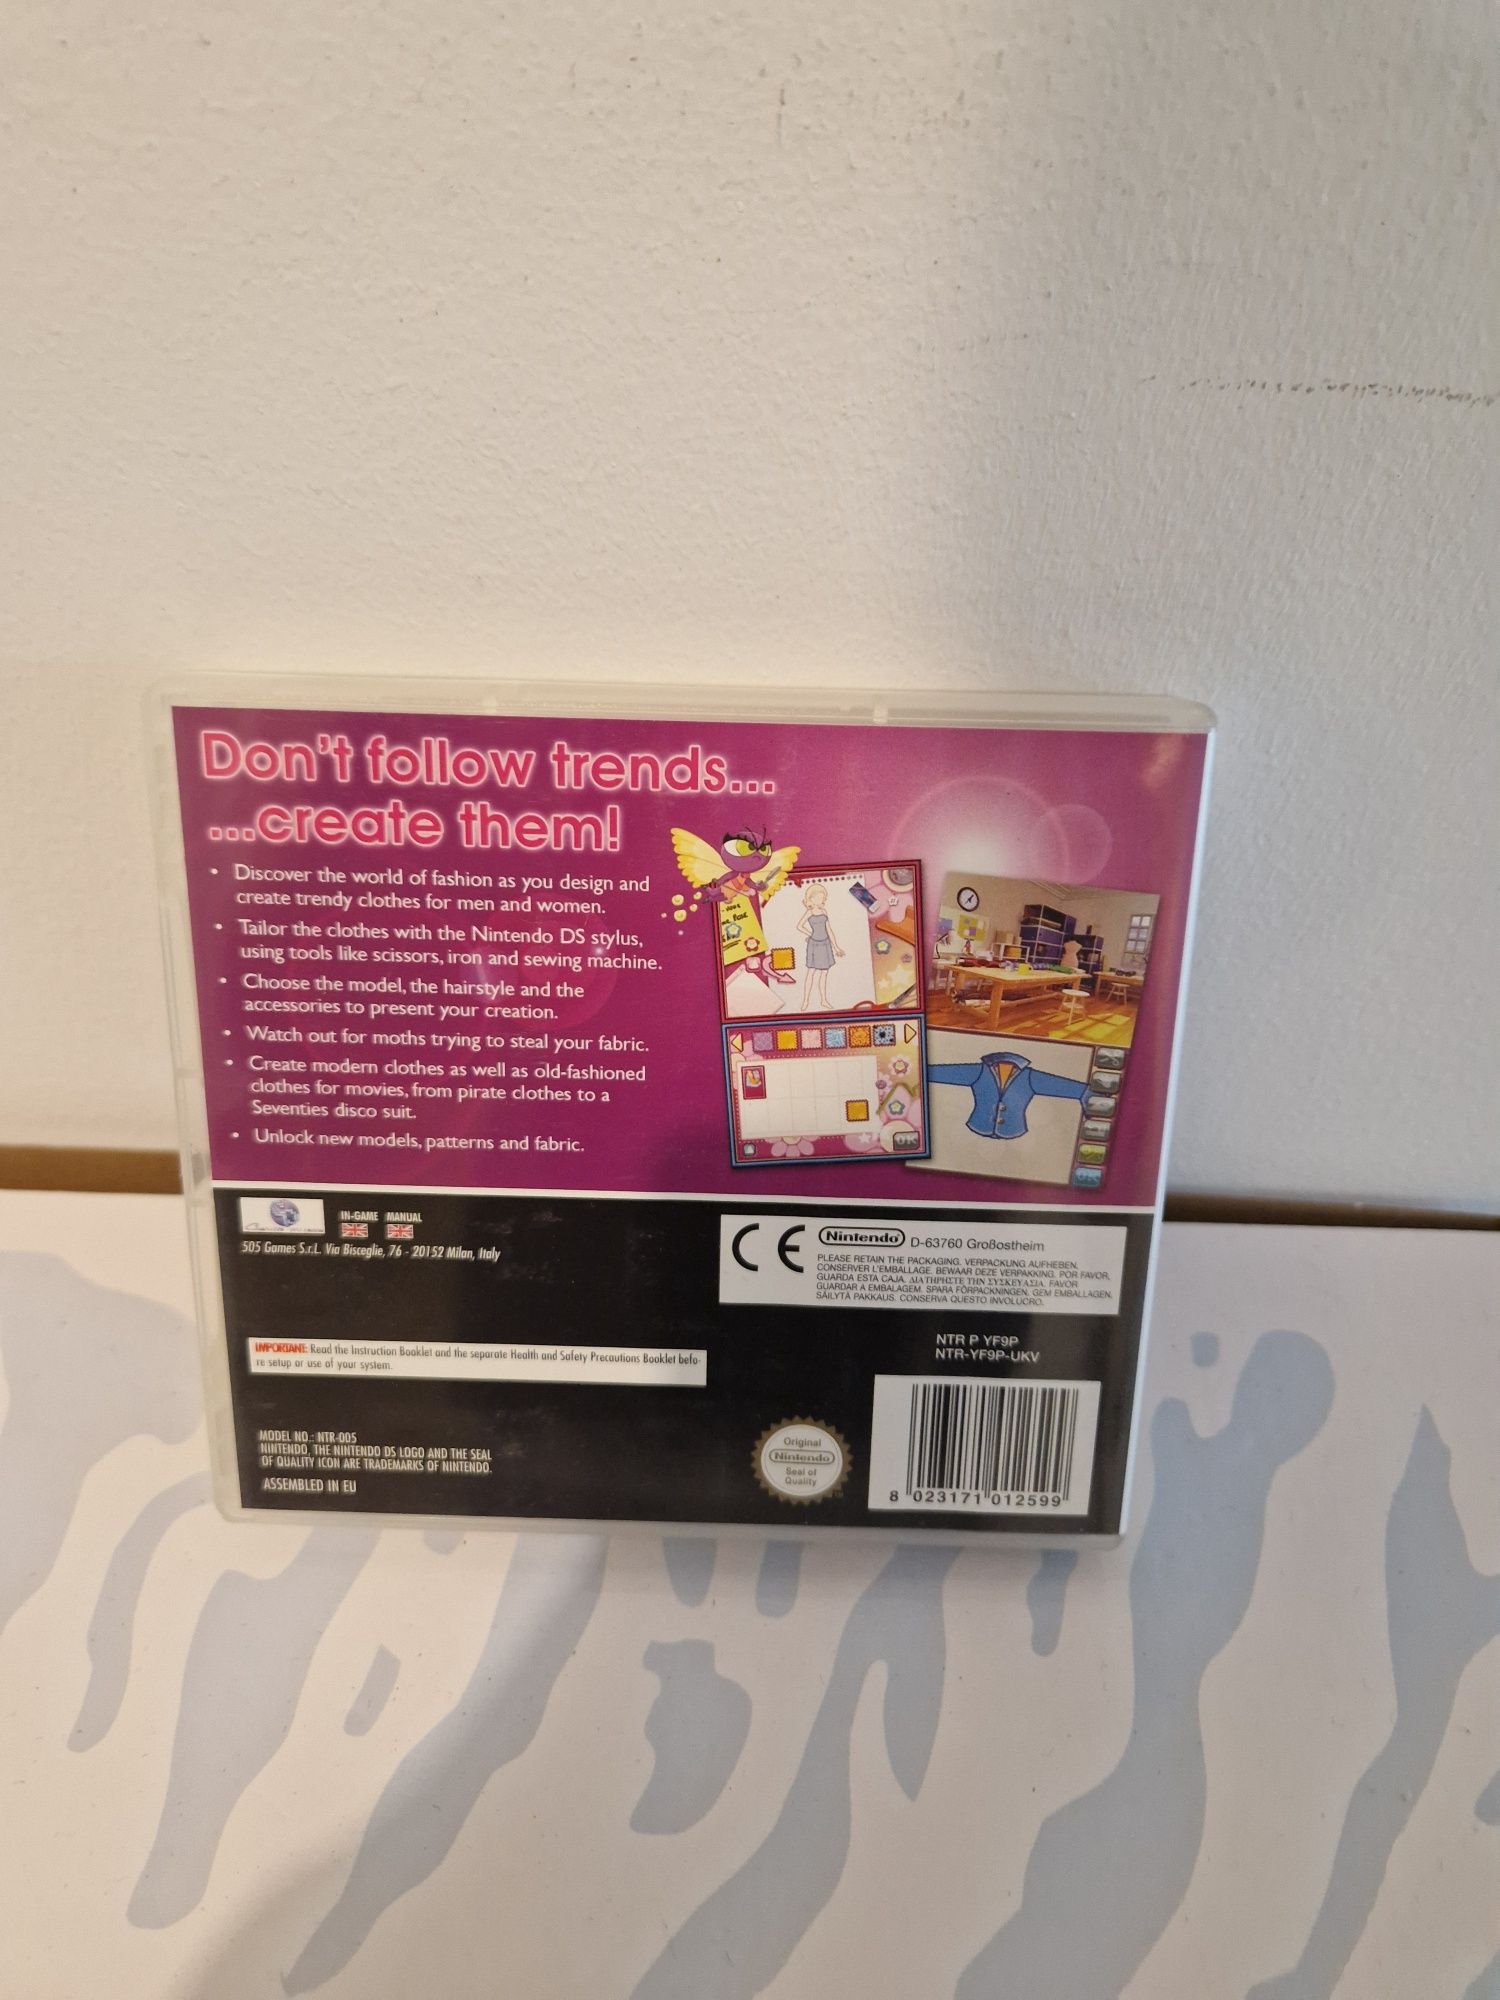 Don't follow trends...
...create them!
• Discover the world of fashion as you design and
create trendy clothes for men and women.
• Tailor the clothes with the Nintendo DS stylus,
using tools like scissors, iron and sewing machine.
• Choose the model, the hairstyle and the
accessories to present your creation.
• Watch out for moths trying to steal your fabric.
• Create modern clothes as well as old-fashioned
clothes for movies, from pirate clothes to a
Seventies disco suit.
• Unlock new models, patterns and fabric.
OK
OK
IN-GAME MANUAL
505 Games S.r.L. Via Bisceglie, 76 - 20152 Milan, Italy
CE
Nintendo D-63760 Großostheim
PLEASE RETAIN THE PACKAGING. VERPACKUNG AUFHEBEN.
CONSERVER L'EMBALLAGE. BEWAAR DEZE VERPAKKING. POR FAVOR,
GUARDA ESTA CAJA. ΔΙΑΤΗΡΗΣΤΕ ΤΗΝ ΣΥΣΚΕΥΑΣΙΑ. FAVOR
GUARDAR A EMBALAGEM. SPARA FÖRPACKNINGEN. GEM EMBALLAGEN.
SÄILYTÄ PAKKAUS. CONSERVA QUESTO INVOLUCRO.
IMPORTANT: Read the Instruction Booklet and the separate Health and Safety Precautions Booklet befo-
re setup or use of your system.
NTR P YF9P
NTR-YF9P-UKV
MODEL NO.: NTR-005
NINTENDO, THE NINTENDO DS LOGO AND THE SEAL
OF QUALITY ICON ARE TRADEMARKS OF NINTENDO.
ASSEMBLED IN EU
Original
Nintendo
Seal of
Quality
8 023171 012599